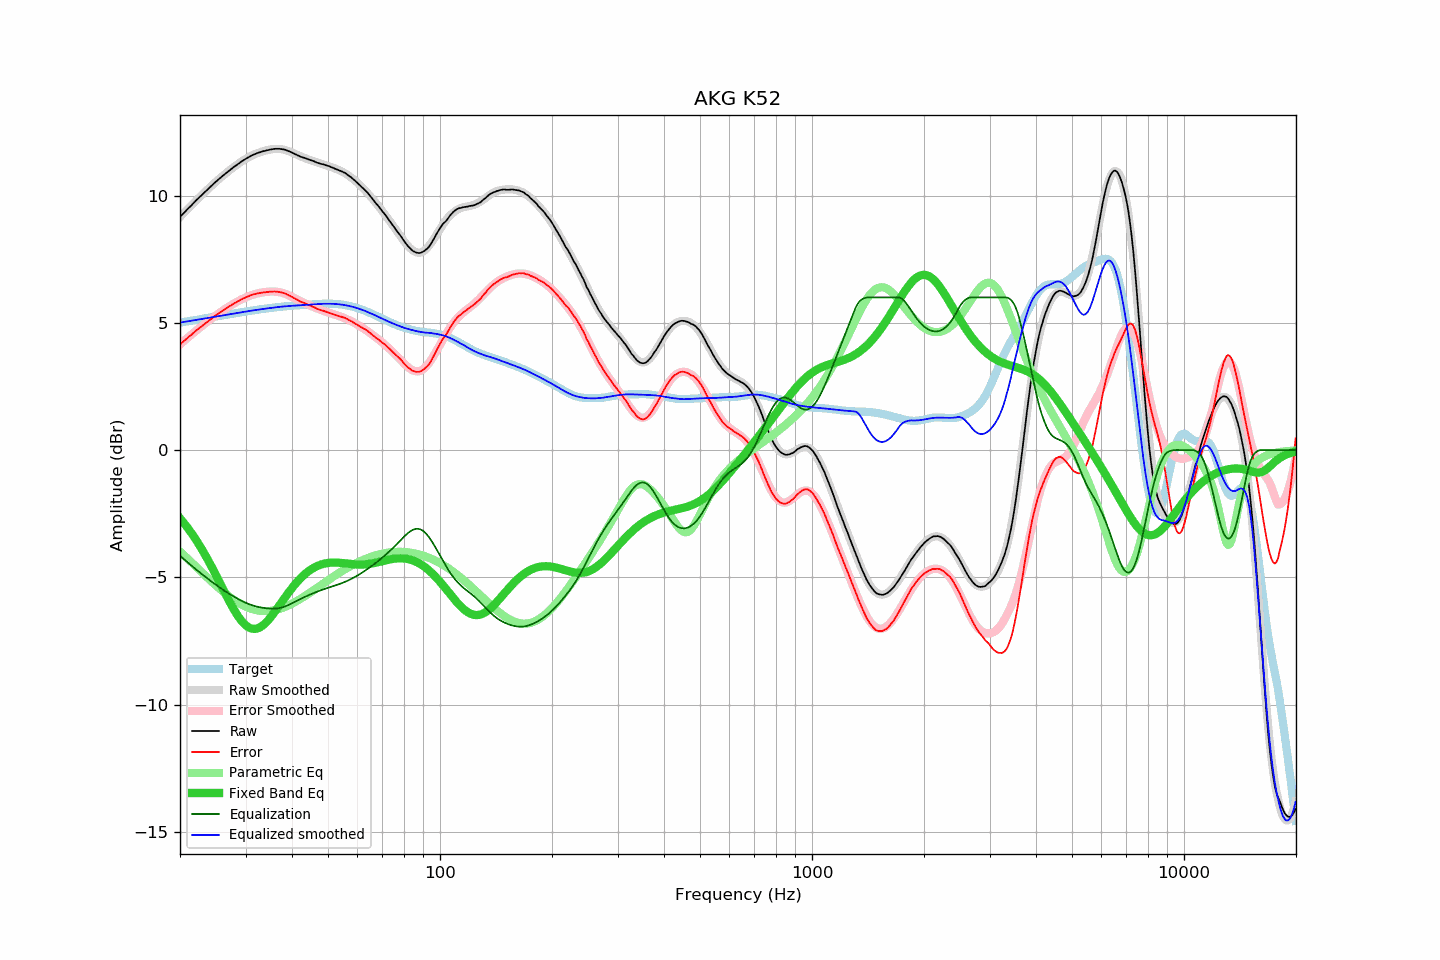 AKG K52
10
5
0
−5
−10
−15
Amplitude (dBr)
Target
Raw Smoothed
Error Smoothed
Raw
Error
Parametric Eq
Fixed Band Eq
Equalization
Equalized smoothed
100
1000
10000
Frequency (Hz)